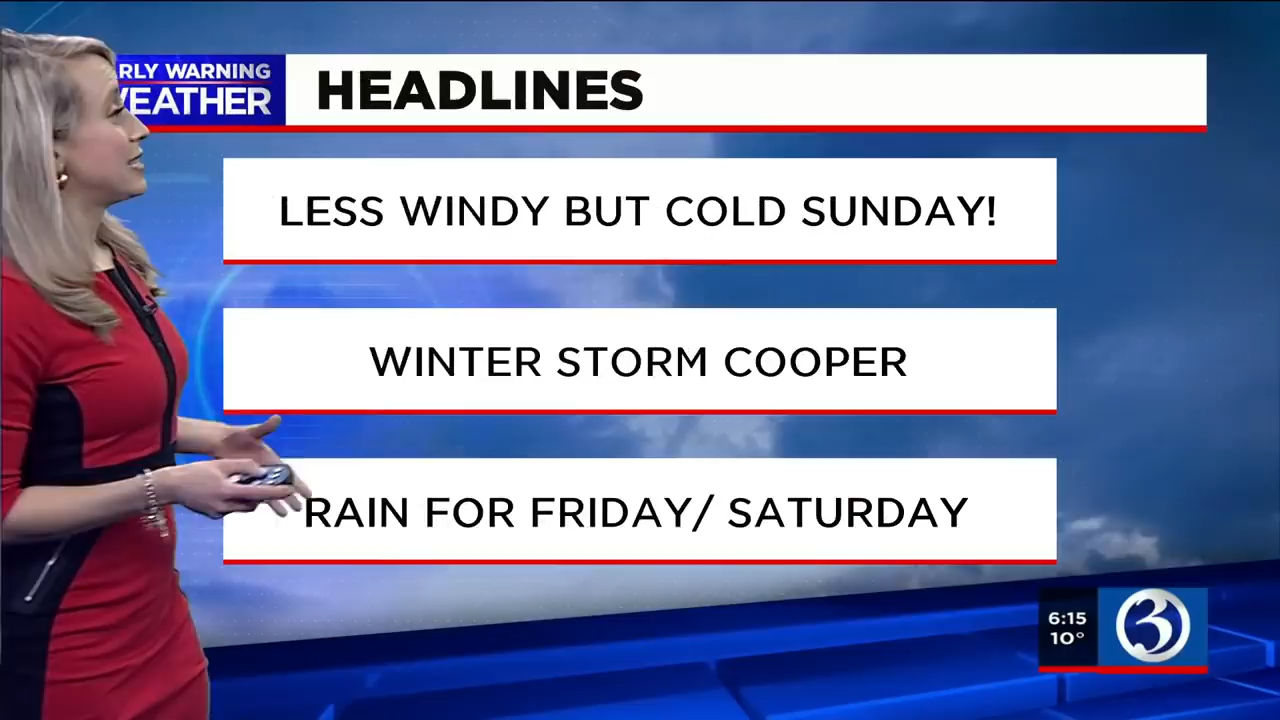 RLY WARNING
WEATHER
HEADLINES
LESS WINDY BUT COLD SUNDAY!
WINTER STORM COOPER
RAIN FOR FRIDAY/ SATURDAY
6:15
10°
3